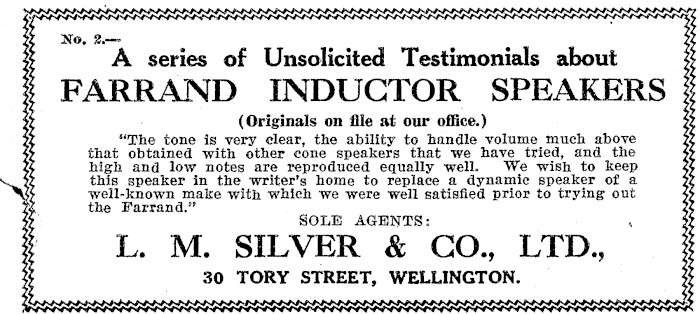 No. 2.—
A series of Unsolicited Testimonials about
FARRAND INDUCTOR SPEAKERS
(Originals on file at our office.)
"The tone is very clear, the ability to handle volume much above
that obtained with other cone speakers that we have tried, and the
high and low notes are reproduced equally well. We wish to keep
this speaker in the writer's home to replace a dynamic speaker of a
well-known make with which we were well satisfied prior to trying out
the Farrand."
SOLE AGENTS:
L. M. SILVER & CO., LTD.,
30 TORY STREET, WELLINGTON.